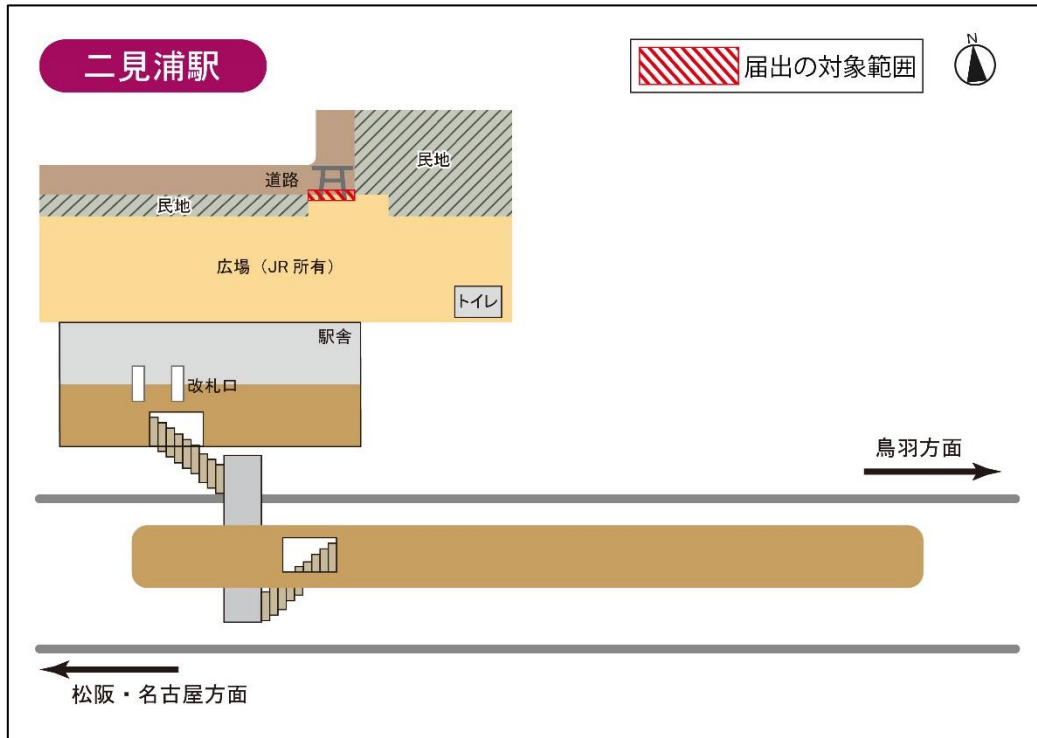 二見浦駅
届出の対象範囲
N
民地
道路
民地
広場（JR所有）
トイレ
駅舎
改札口
鳥羽方面
松阪・名古屋方面